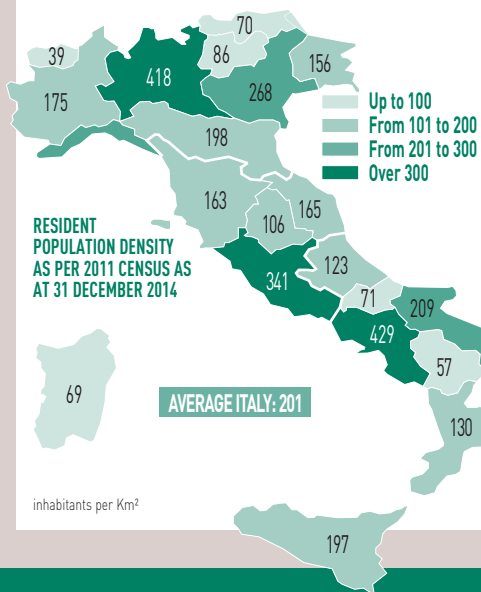 70
39
86
156
418
175
268
Up to 100
From 101 to 200
198
From 201 to 300
Over 300
163
165
106
RESIDENT
POPULATION DENSITY
AS PER 2011 CENSUS AS
AT 31 DECEMBER 2014
123
341
71
209
429
57
69
AVERAGE ITALY: 201
130
inhabitants per Km²
197